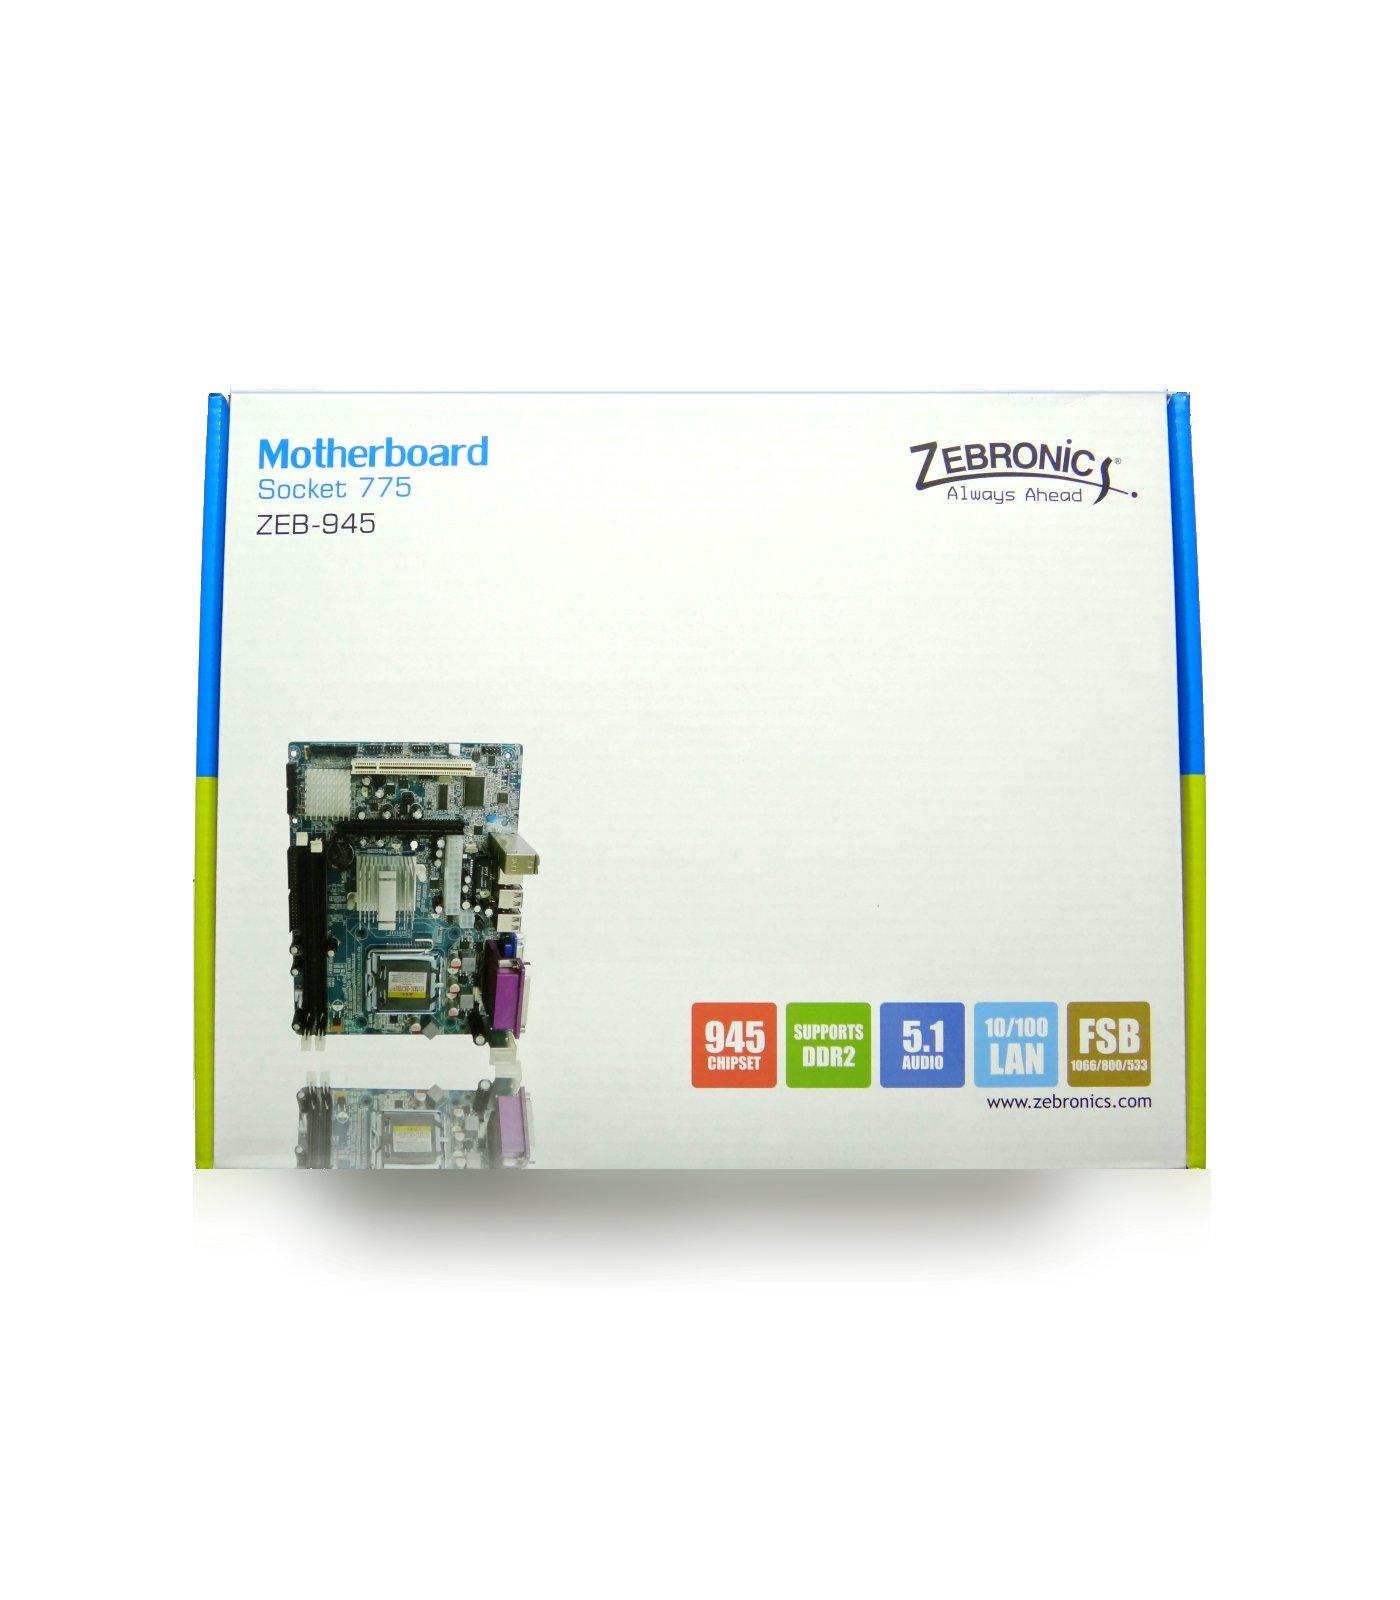 Motherboard
Socket 775
ZEB-945
ZEBRONICS®
Always Ahead
945
CHIPSET
SUPPORTS
DDR2
5.1
AUDIO
10/100
LAN
FSB
1066/800/533
www.zebronics.com